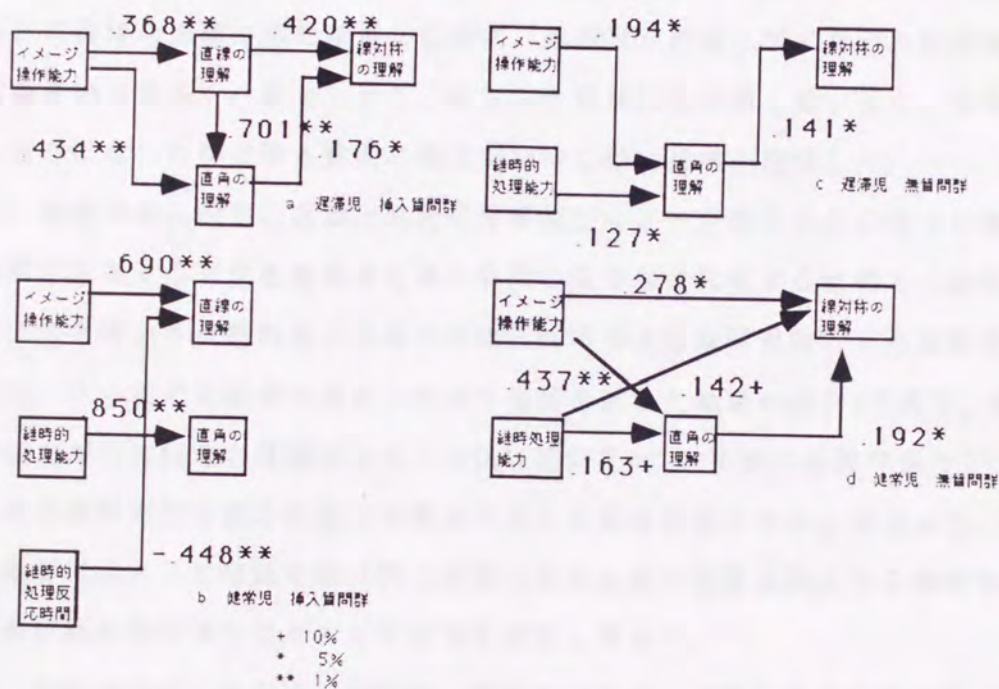 .368**
.420**
イメージ
操作能力
直線の
理解
線対称
の理解
.434**
.701**
.176*
直角の
理解
a 遅滞児 挿入質問群
.194*
イメージ
操作能力
線対称の
理解
.141*
継時的
処理能力
直角の
理解
c 遅滞児 無質問群
.127*
.690**
イメージ
操作能力
直線の
理解
.850**
継時的
処理能力
直角の
理解
-.448**
継時的
処理反
応時間
b 健常児 挿入質問群
+ 10%
* 5%
** 1%
.278*
イメージ
操作能力
線対称の
理解
.437**
.142+
継時処理
能力
直角の
理解
.192*
.163+
d 健常児 無質問群